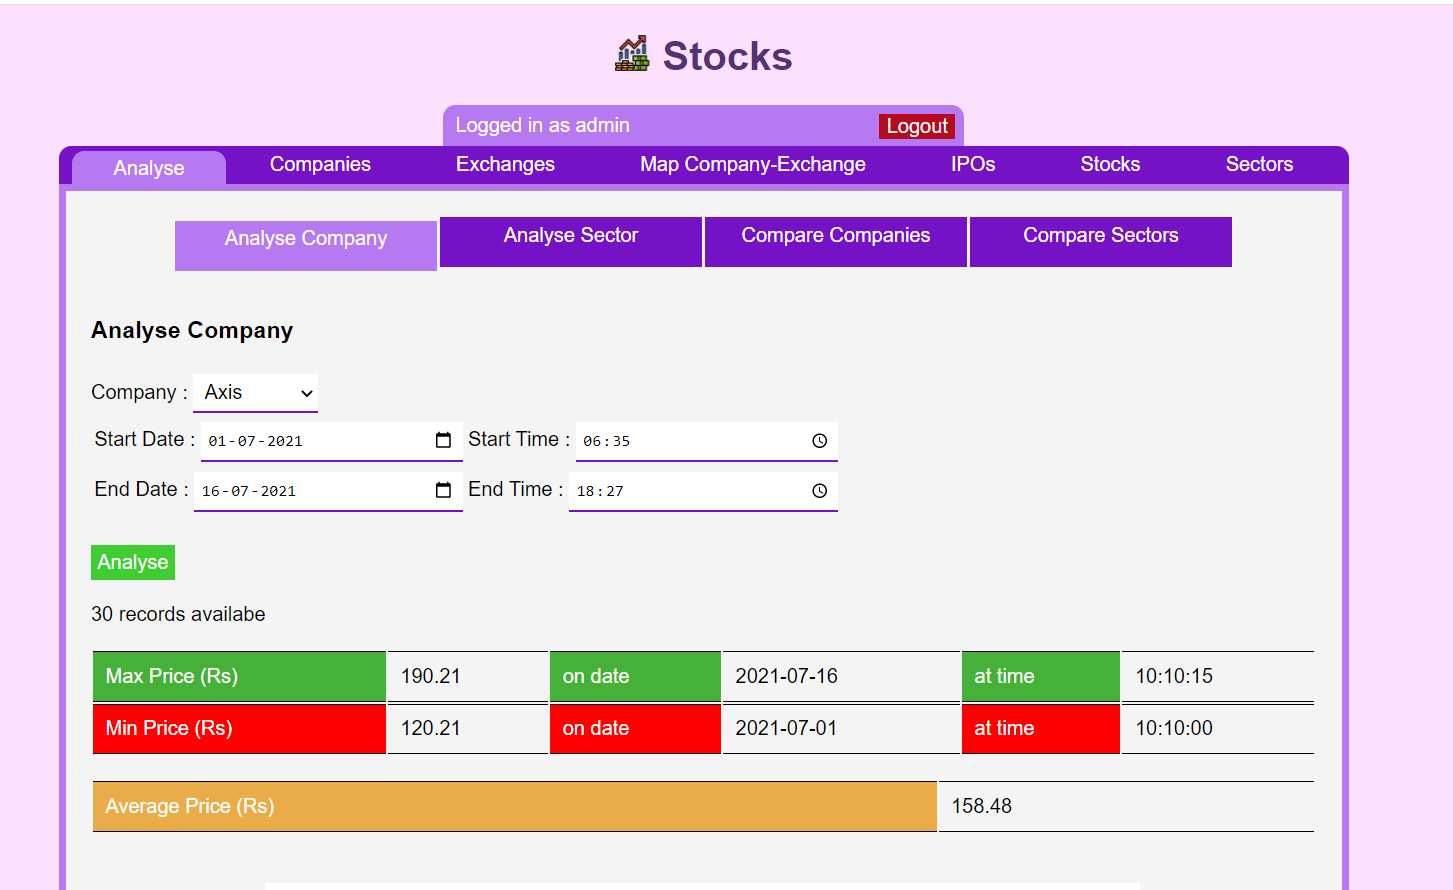 Stocks
Logged in as admin Logout
Analyse Companies Exchanges Map Company-Exchange IPOs Stocks Sectors
Analyse Company Analyse Sector Compare Companies Compare Sectors
Analyse Company
Company : Axis
Start Date : 01-07-2021 Start Time : 06:35
End Date : 16-07-2021 End Time : 18:27
Analyse
30 records availabe
Max Price (Rs) 190.21 on date 2021-07-16 at time 10:10:15
Min Price (Rs) 120.21 on date 2021-07-01 at time 10:10:00
Average Price (Rs) 158.48